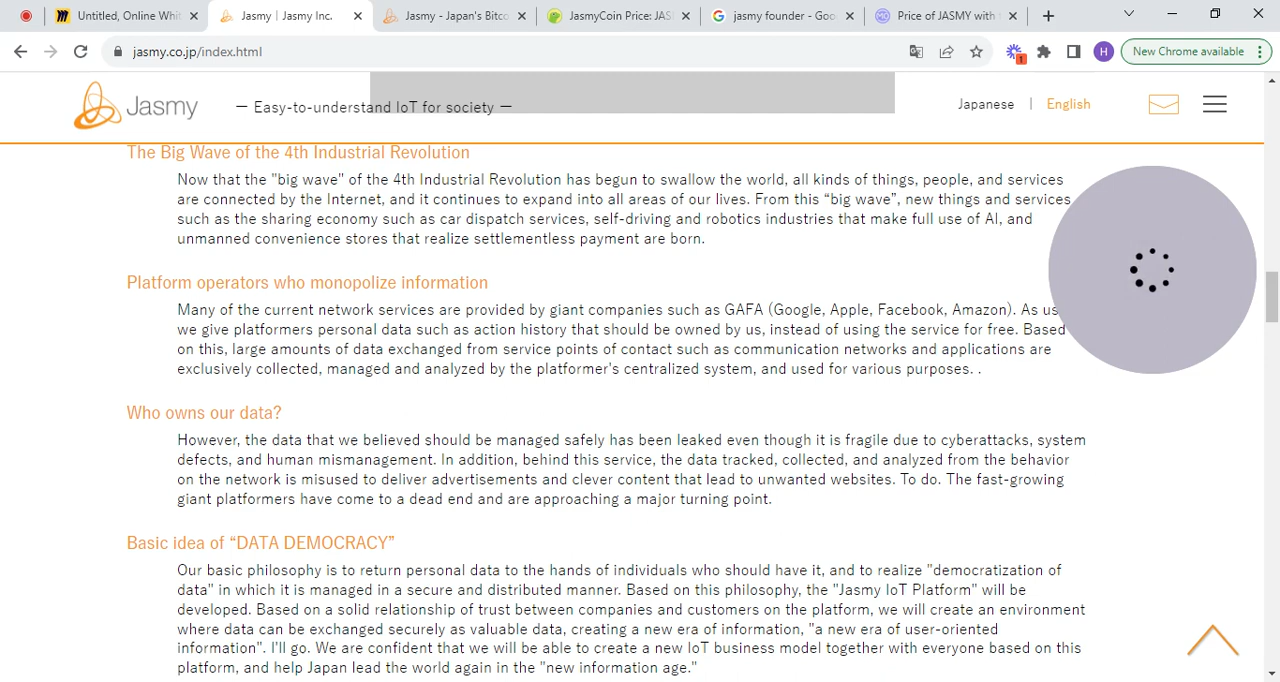 Untitled, Online Whit
Jasmy | Jasmy Inc.
Jasmy - Japan's Bitco
JasmyCoin Price: JAS
jasmy founder - Goo
Price of JASMY with
jasmy.co.jp/index.html
1
H
New Chrome available
Jasmy
— Easy-to-understand IoT for society —
Japanese | English
The Big Wave of the 4th Industrial Revolution
Now that the "big wave" of the 4th Industrial Revolution has begun to swallow the world, all kinds of things, people, and services
are connected by the Internet, and it continues to expand into all areas of our lives. From this “big wave”, new things and services
such as the sharing economy such as car dispatch services, self-driving and robotics industries that make full use of AI, and
unmanned convenience stores that realize settlementless payment are born.
Platform operators who monopolize information
Many of the current network services are provided by giant companies such as GAFA (Google, Apple, Facebook, Amazon). As us
we give platformers personal data such as action history that should be owned by us, instead of using the service for free. Based
on this, large amounts of data exchanged from service points of contact such as communication networks and applications are
exclusively collected, managed and analyzed by the platformer's centralized system, and used for various purposes. .
Who owns our data?
However, the data that we believed should be managed safely has been leaked even though it is fragile due to cyberattacks, system
defects, and human mismanagement. In addition, behind this service, the data tracked, collected, and analyzed from the behavior
on the network is misused to deliver advertisements and clever content that lead to unwanted websites. To do. The fast-growing
giant platformers have come to a dead end and are approaching a major turning point.
Basic idea of “DATA DEMOCRACY”
Our basic philosophy is to return personal data to the hands of individuals who should have it, and to realize "democratization of
data" in which it is managed in a secure and distributed manner. Based on this philosophy, the "Jasmy IoT Platform" will be
developed. Based on a solid relationship of trust between companies and customers on the platform, we will create an environment
where data can be exchanged securely as valuable data, creating a new era of information, "a new era of user-oriented
information". I'll go. We are confident that we will be able to create a new IoT business model together with everyone based on this
platform, and help Japan lead the world again in the "new information age."